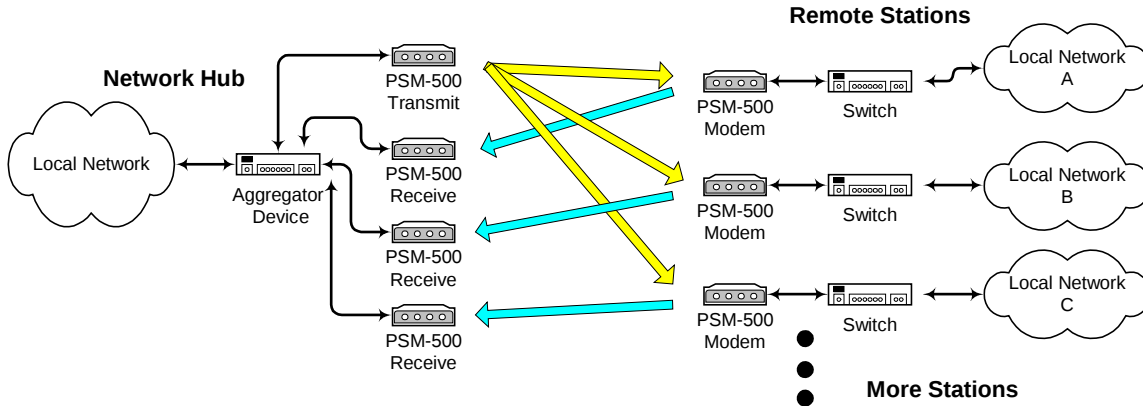 Remote Stations
Network Hub
Local Network
Aggregator
Device
PSM-500
Transmit
PSM-500
Receive
PSM-500
Receive
PSM-500
Receive
PSM-500
Modem
Switch
Local Network
A
PSM-500
Modem
Switch
Local Network
B
PSM-500
Modem
Switch
Local Network
C
More Stations